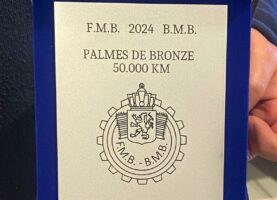 F.M.B. 2024 B.M.B.
PALMES DE BRONZE
50.000 KM
F.M.B. - B.M.B.